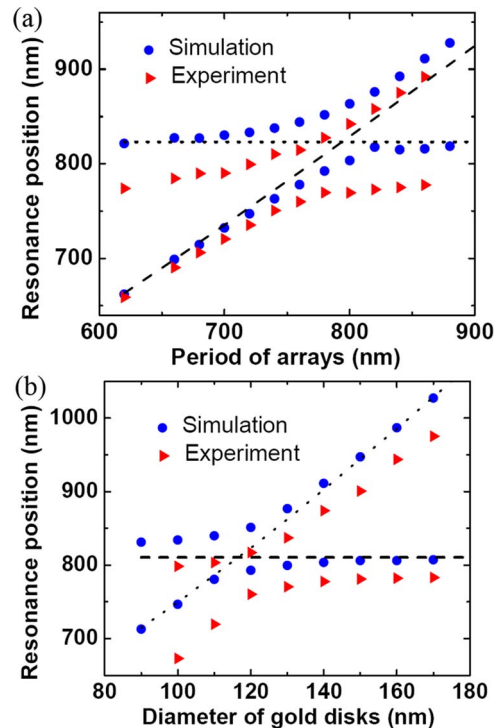 (a)
Simulation
Experiment
900
800
700
Resonance position (nm)
600 700 800 900
Period of arrays (nm)
(b)
Simulation
Experiment
1000
900
800
700
Resonance position (nm)
80 100 120 140 160 180
Diameter of gold disks (nm)